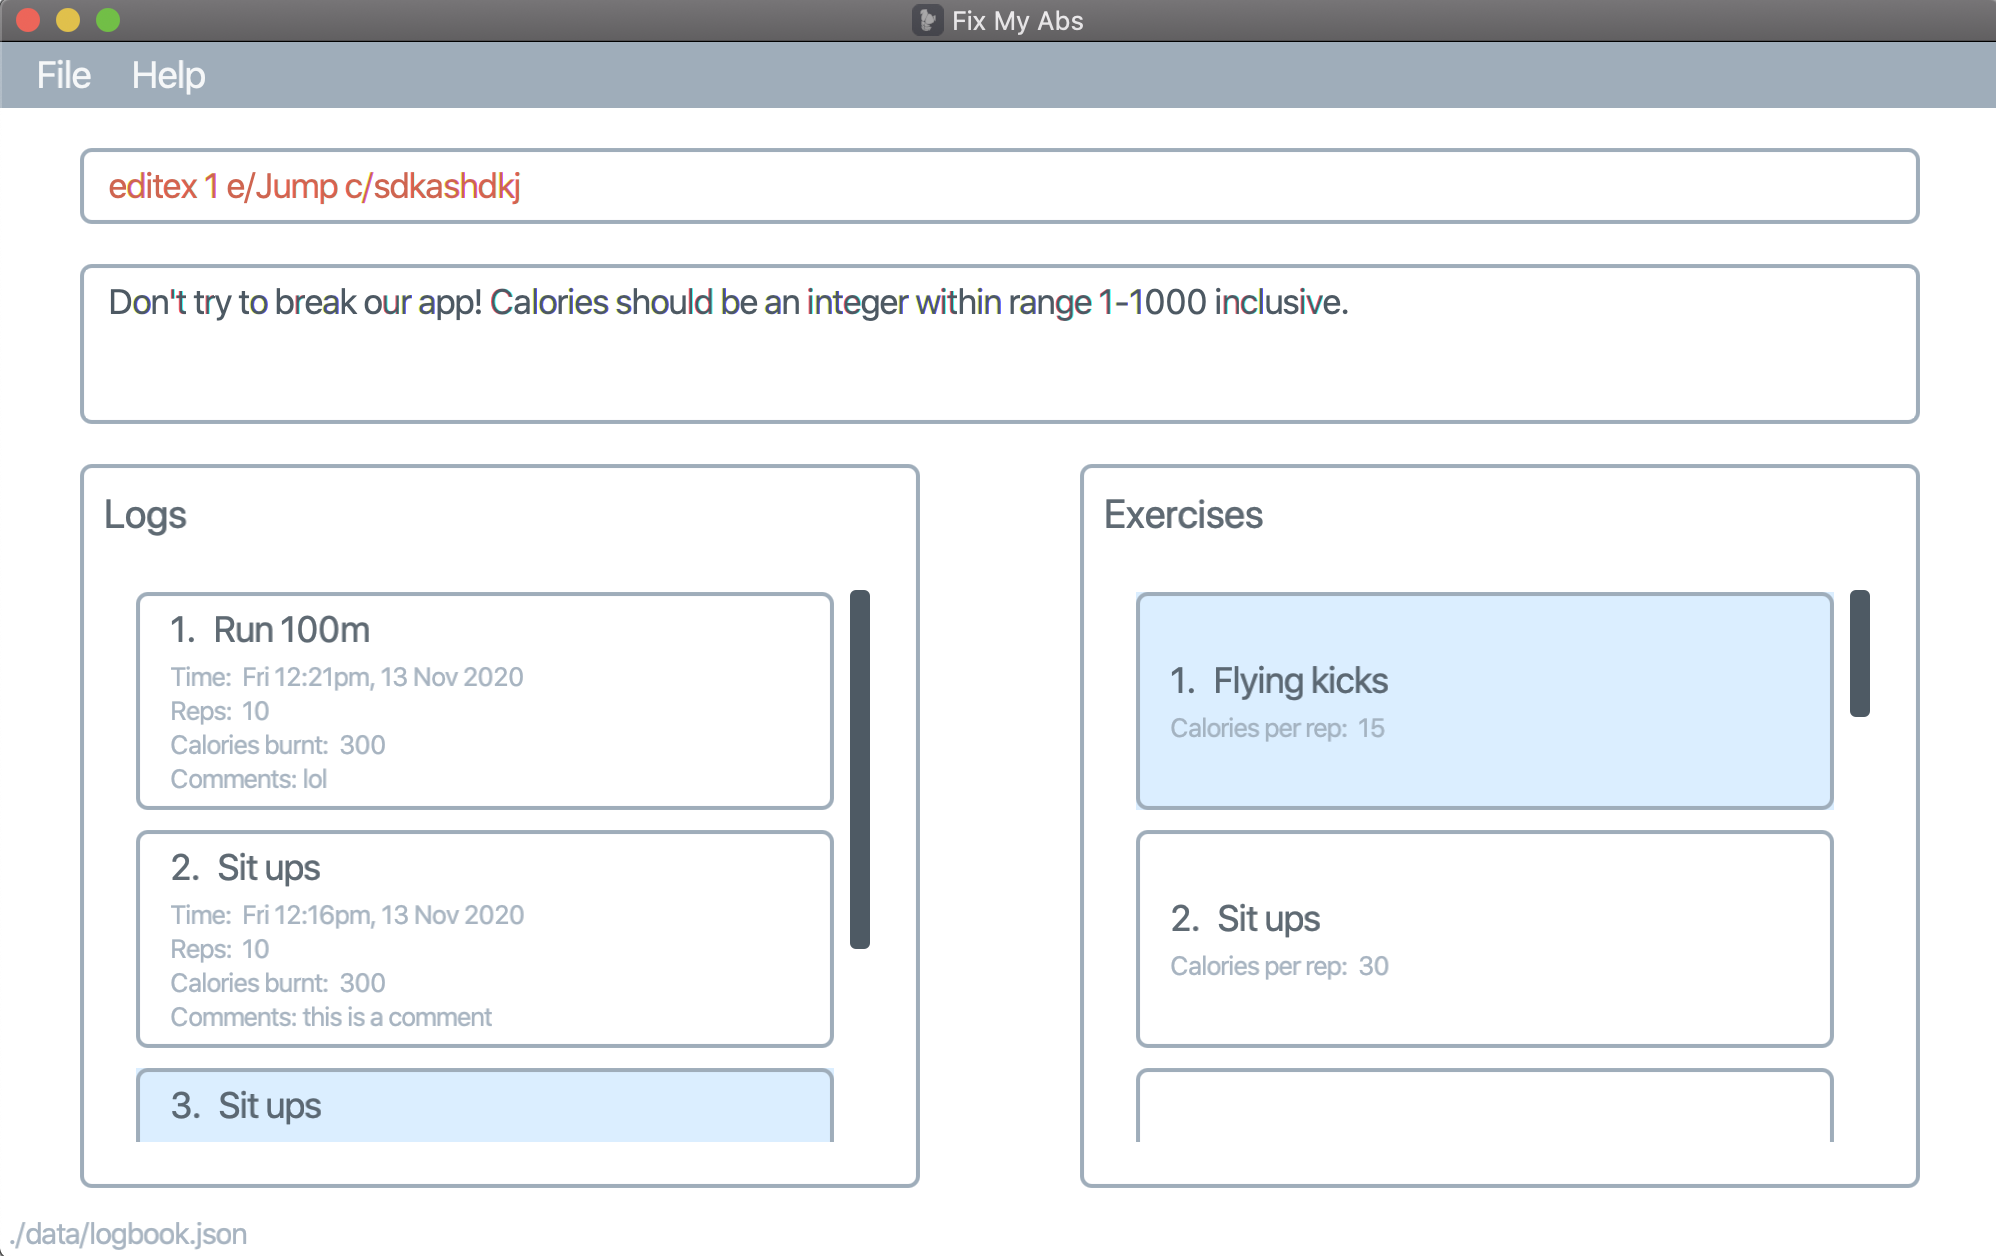 Fix My Abs
File Help
editex 1 e/Jump c/sdkashdkj
Don't try to break our app! Calories should be an integer within range 1-1000 inclusive.
Logs
1. Run 100m
Time: Fri 12:21pm, 13 Nov 2020
Reps: 10
Calories burnt: 300
Comments: lol
2. Sit ups
Time: Fri 12:16pm, 13 Nov 2020
Reps: 10
Calories burnt: 300
Comments: this is a comment
3. Sit ups
Exercises
1. Flying kicks
Calories per rep: 15
2. Sit ups
Calories per rep: 30
./data/logbook.json